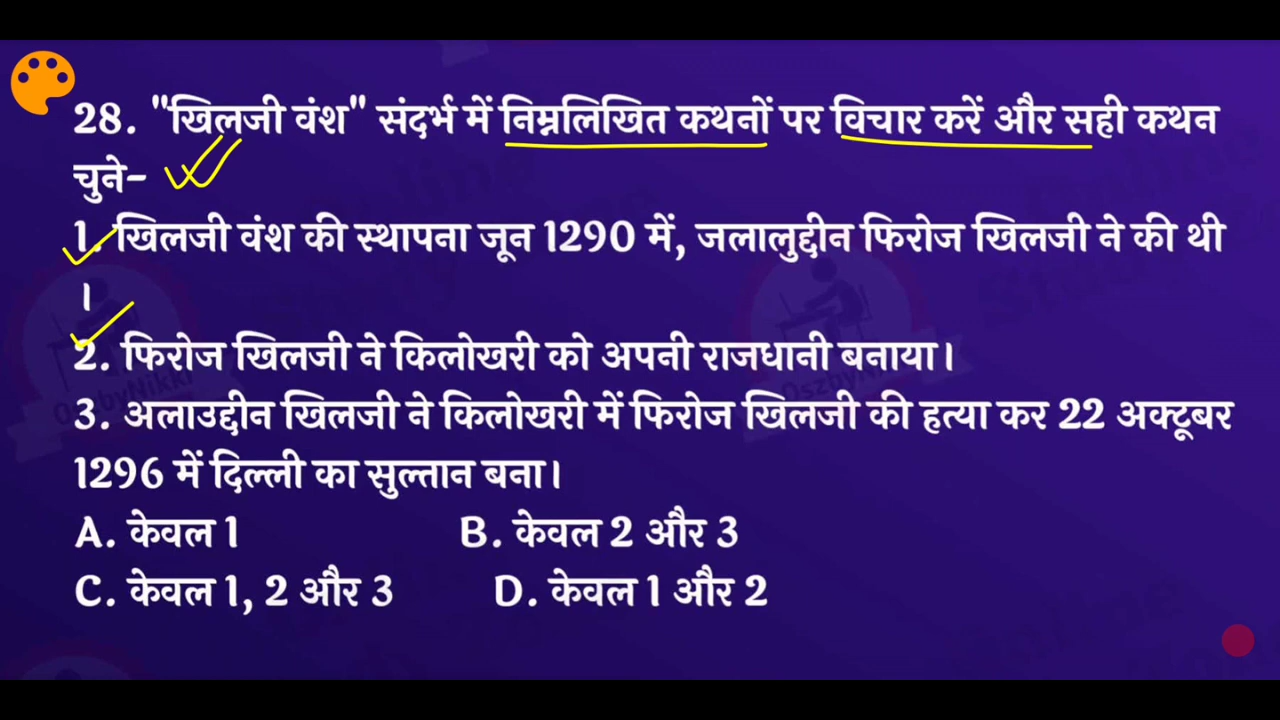 28. "खिलजी वंश" संदर्भ में निम्नलिखित कथनों पर विचार करें और सही कथन
चुने-
1. खिलजी वंश की स्थापना जून 1290 में, जलालुद्दीन फिरोज खिलजी ने की थी
।
2. फिरोज खिलजी ने किलोखरी को अपनी राजधानी बनाया।
3. अलाउद्दीन खिलजी ने किलोखरी में फिरोज खिलजी की हत्या कर 22 अक्टूबर
1296 में दिल्ली का सुल्तान बना।
A. केवल 1 B. केवल 2 और 3
C. केवल 1, 2 और 3 D. केवल 1 और 2